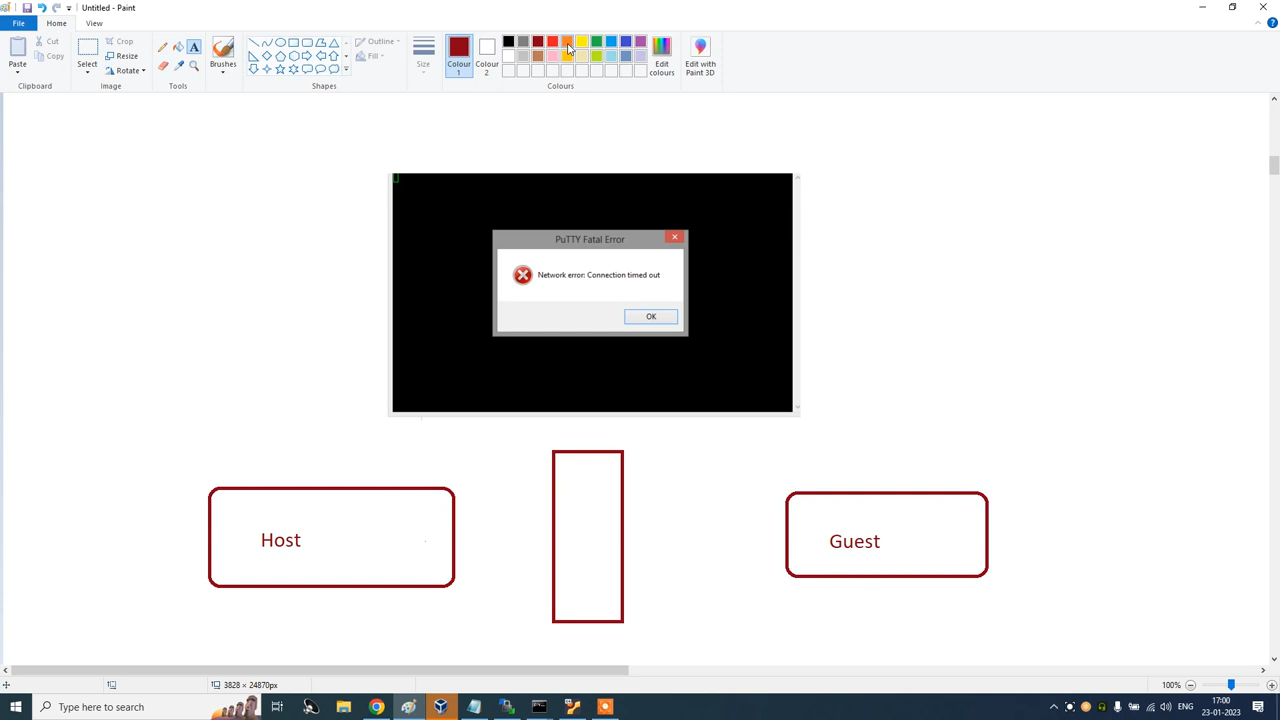 Untitled - Paint
File
Home
View
Paste
Cut
Copy
Clipboard
Select
Crop
Resize
Rotate
Image
A
Tools
Brushes
Shapes
Outline
Fill
Size
Colour
1
Colour
2
Colours
Edit
colours
Edit with
Paint 3D
PuTTY Fatal Error
Network error: Connection timed out
OK
Host
Guest
3828 × 24870px
100%
Type here to search
ENG
17:00
23-01-2023